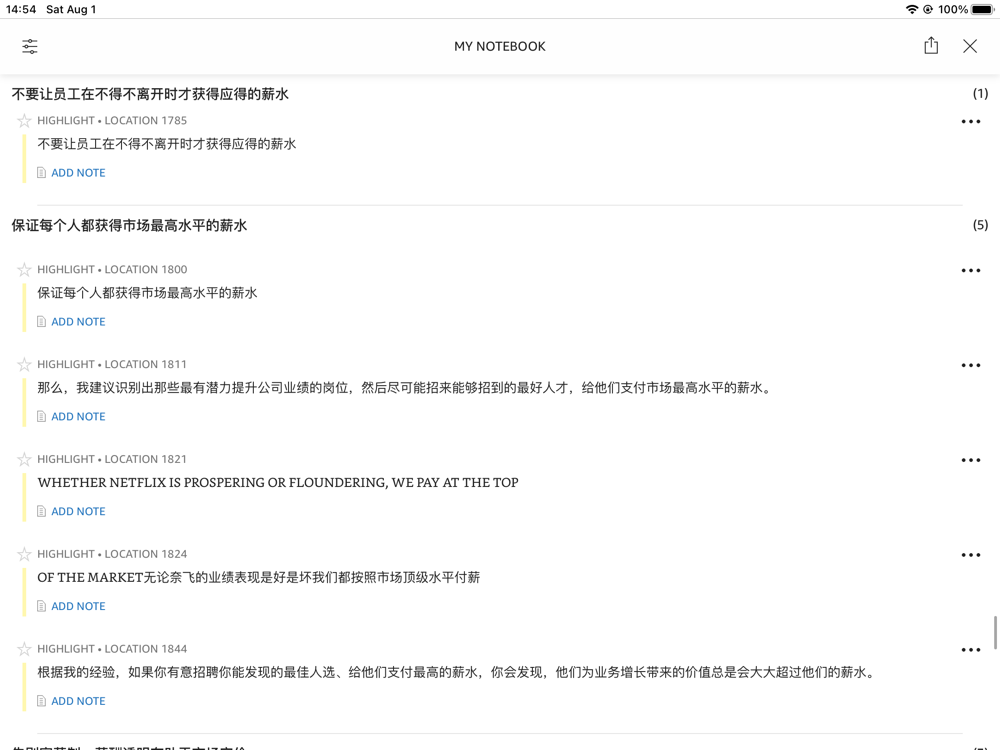 14:54 Sat Aug 1 100%
MY NOTEBOOK
不要让员工在不得不离开时才获得应得的薪水 (1)
HIGHLIGHT • LOCATION 1785
不要让员工在不得不离开时才获得应得的薪水
ADD NOTE
保证每个人都获得市场最高水平的薪水 (5)
HIGHLIGHT • LOCATION 1800
保证每个人都获得市场最高水平的薪水
ADD NOTE
HIGHLIGHT • LOCATION 1811
那么，我建议识别出那些最有潜力提升公司业绩的岗位，然后尽可能招来能够招到的最好人才，给他们支付市场最高水平的薪水。
ADD NOTE
HIGHLIGHT • LOCATION 1821
WHETHER NETFLIX IS PROSPERING OR FLOUNDERING, WE PAY AT THE TOP
ADD NOTE
HIGHLIGHT • LOCATION 1824
OF THE MARKET无论奈飞的业绩表现是好是坏我们都按照市场顶级水平付薪
ADD NOTE
HIGHLIGHT • LOCATION 1844
根据我的经验，如果你有意招聘你能发现的最佳人选、给他们支付最高的薪水，你会发现，他们为业务增长带来的价值总是会大大超过他们的薪水。
ADD NOTE